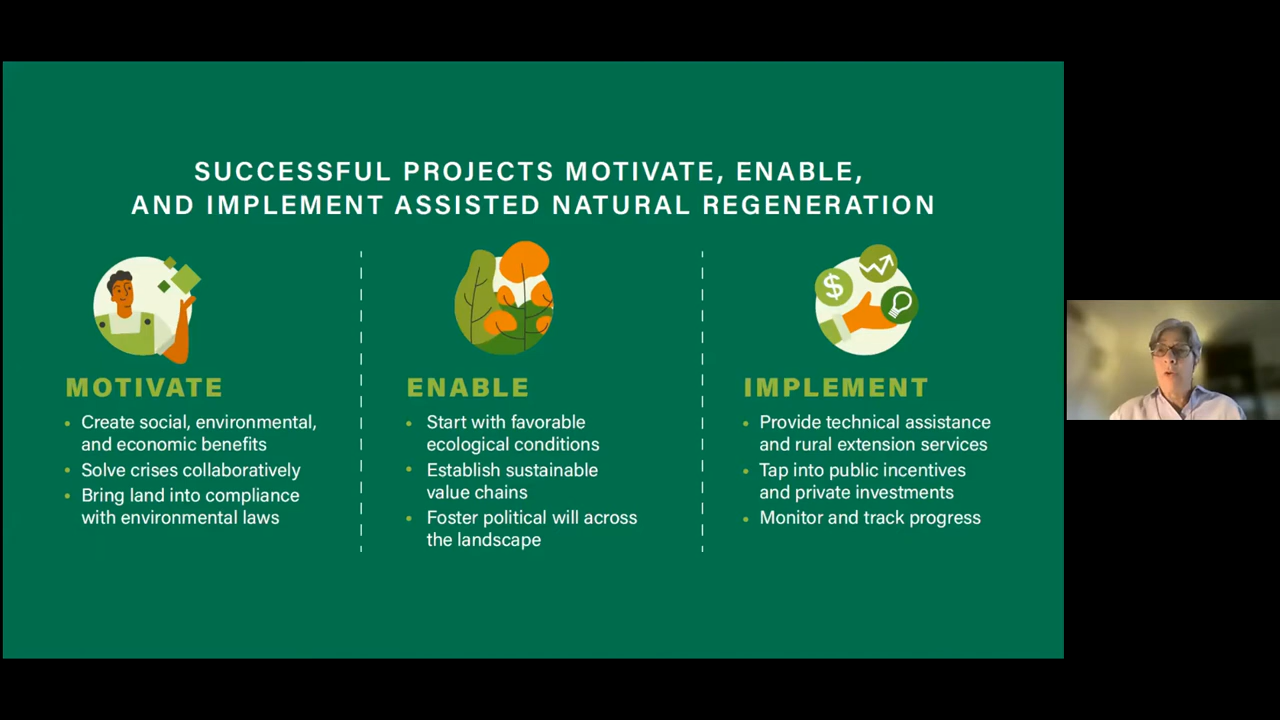 SUCCESSFUL PROJECTS MOTIVATE, ENABLE,
AND IMPLEMENT ASSISTED NATURAL REGENERATION
$
MOTIVATE
• Create social, environmental,
and economic benefits
• Solve crises collaboratively
• Bring land into compliance
with environmental laws
ENABLE
• Start with favorable
ecological conditions
• Establish sustainable
value chains
• Foster political will across
the landscape
IMPLEMENT
• Provide technical assistance
and rural extension services
• Tap into public incentives
and private investments
• Monitor and track progress